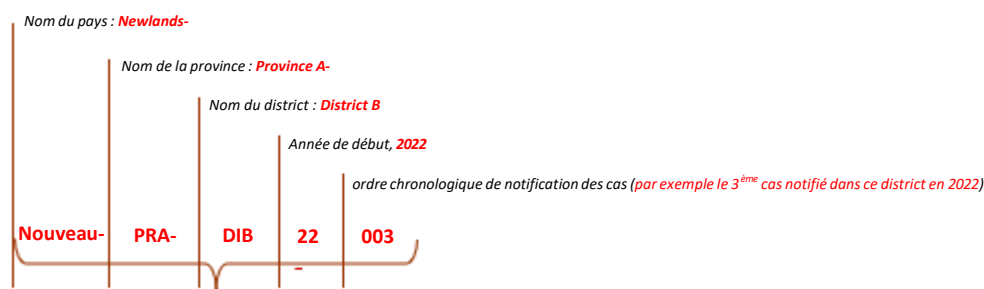 Nom du pays : Newlands-
Nom de la province : Province A-
Nom du district : District B
Année de début, 2022
ordre chronologique de notification des cas (par exemple le 3ème cas notifié dans ce district en 2022)
Nouveau- PRA- DIB 22 003
-